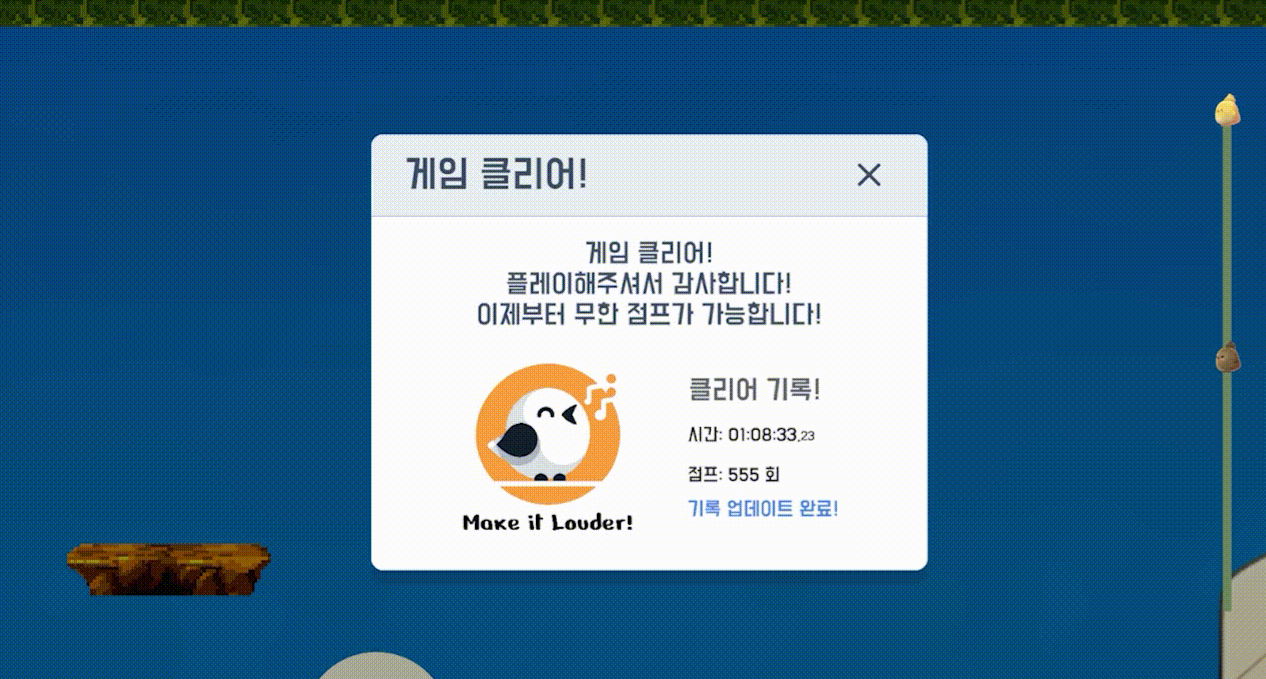 게임 클리어!
게임 클리어!
플레이해주셔서 감사합니다!
이제부터 무한 점프가 가능합니다!
클리어 기록!
시간: 01:08:33.23
점프: 555 회
기록 업데이트 완료!
Make it Louder!